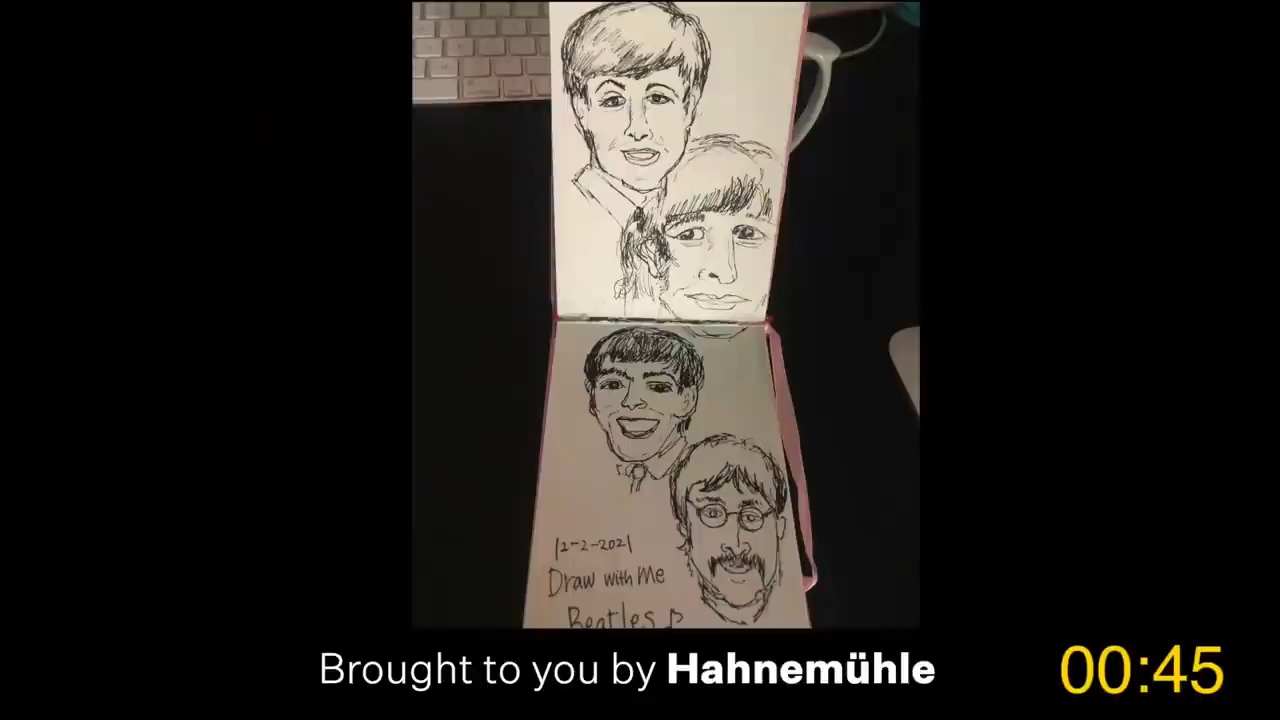 12-2-2021
Draw with Me
Beatles ♪
Brought to you by Hahnemühle
00:45